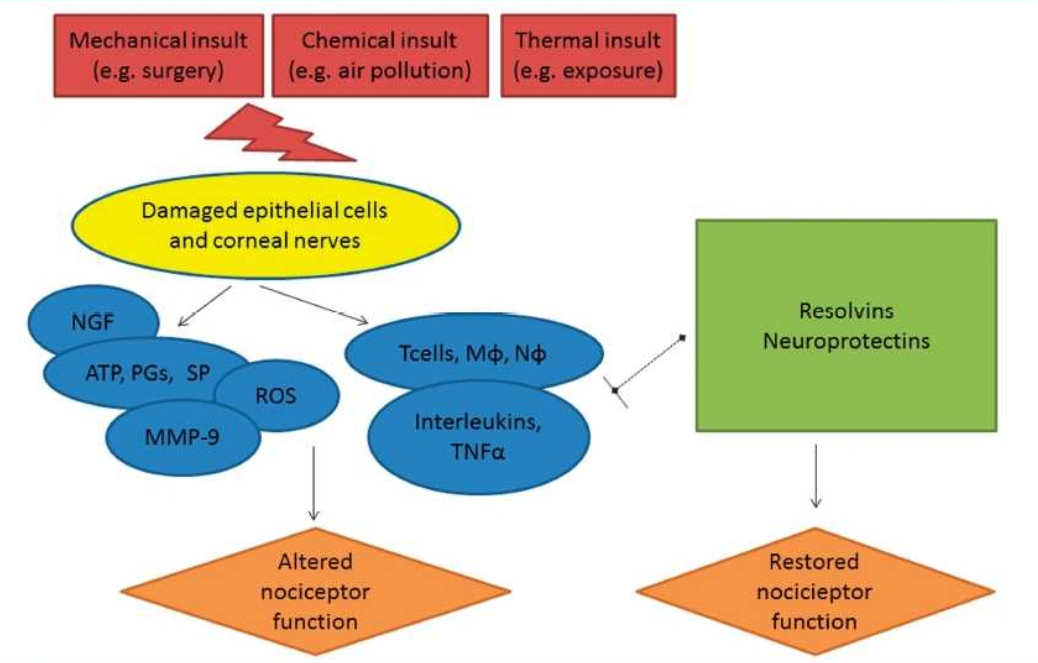 Mechanical insult
(e.g. surgery)
Chemical insult
(e.g. air pollution)
Thermal insult
(e.g. exposure)
Damaged epithelial cells
and corneal nerves
NGF
ATP, PGs, SP
ROS
MMP-9
Tcells, Mϕ, Nϕ
Interleukins,
TNFα
Resolvins
Neuroprotectins
Altered
nociceptor
function
Restored
nocicieptor
function